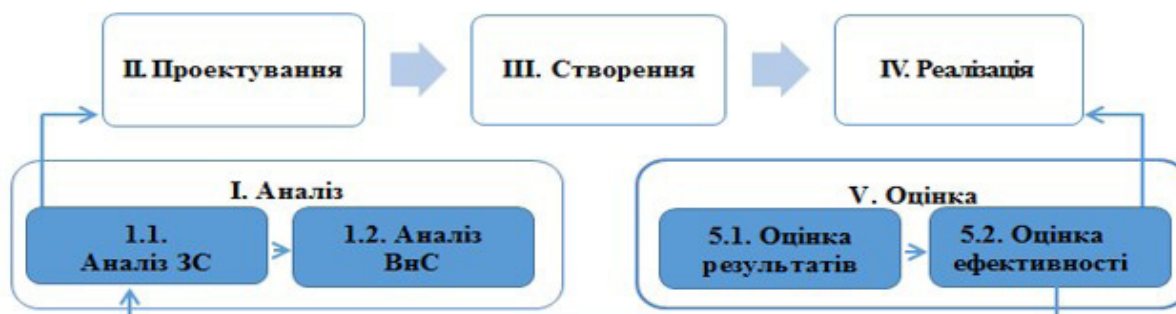 II. Проектування
III. Створення
IV. Реалізація
I. Аналіз
1.1.
Аналіз ЗС
1.2. Аналіз
ВнС
V. Оцінка
5.1. Оцінка
результатів
5.2. Оцінка
ефективності